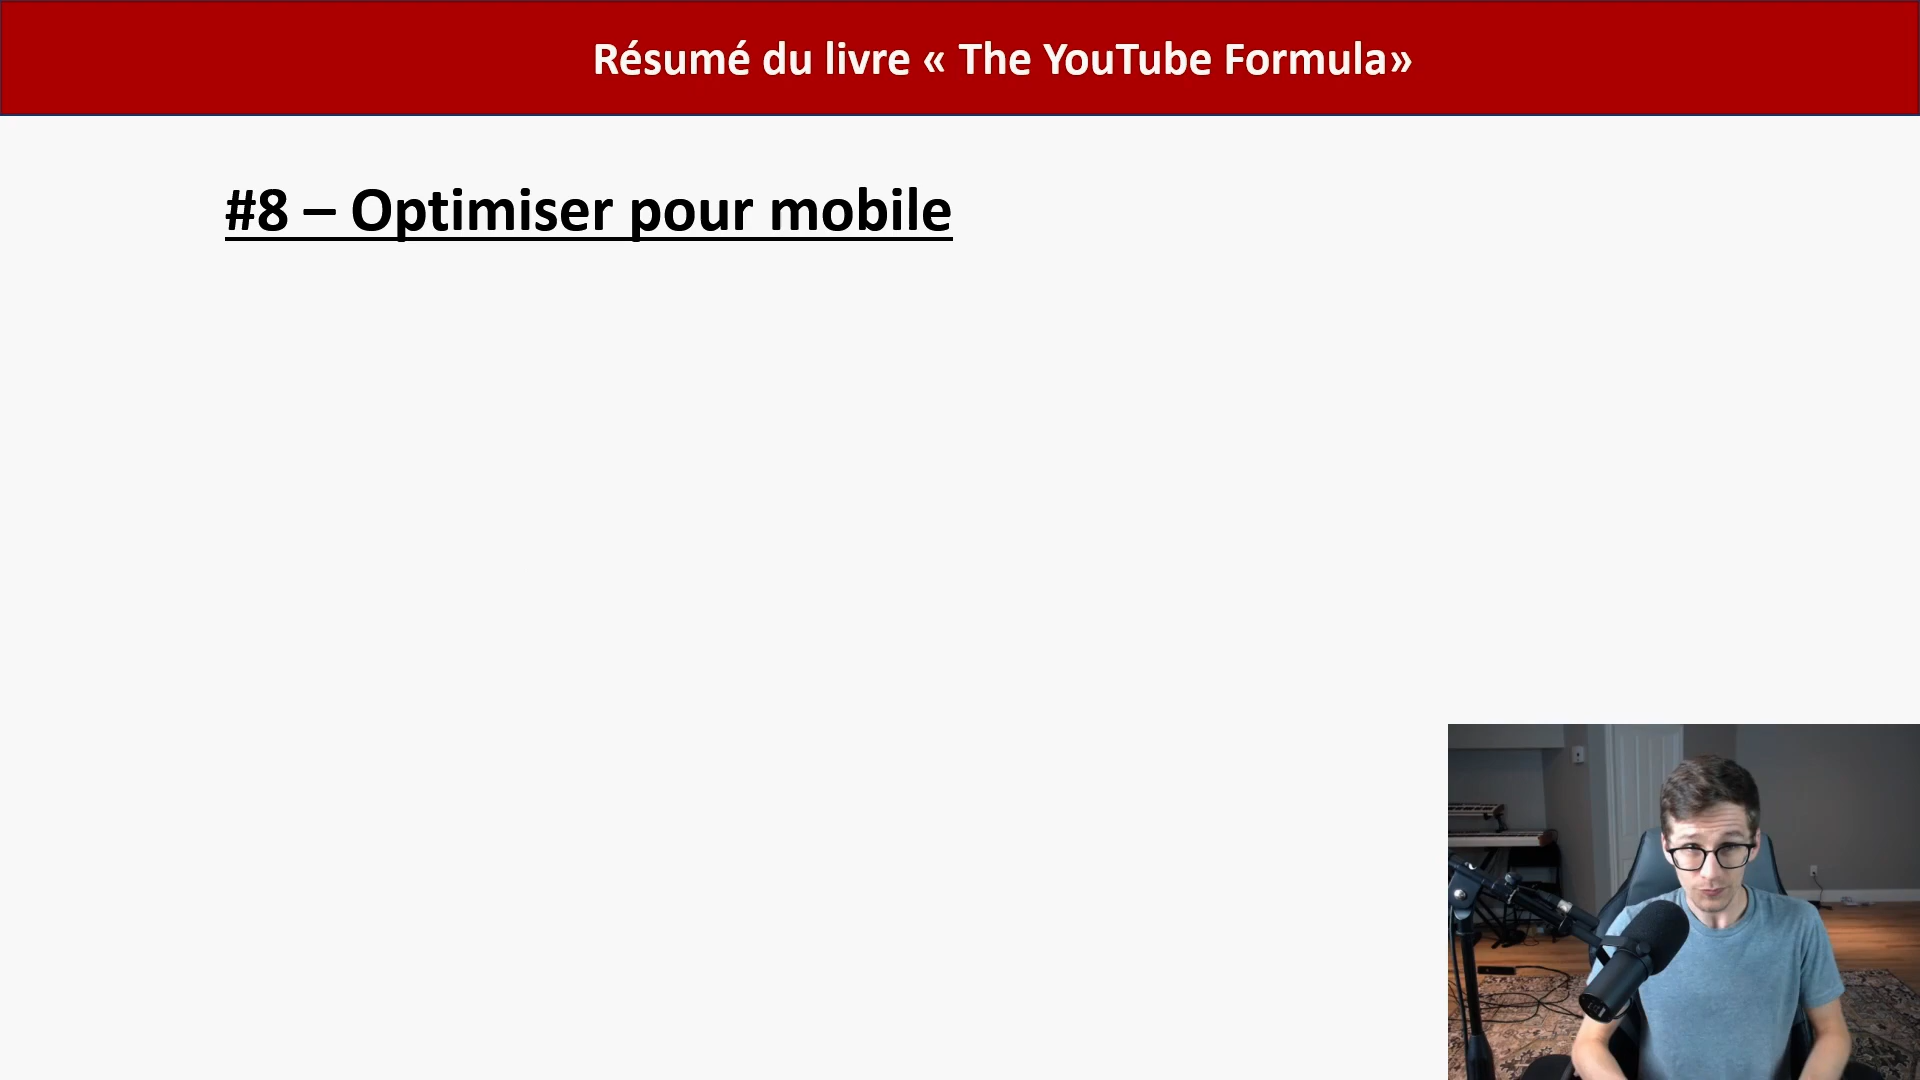 Résumé du livre « The YouTube Formula»
#8 – Optimiser pour mobile